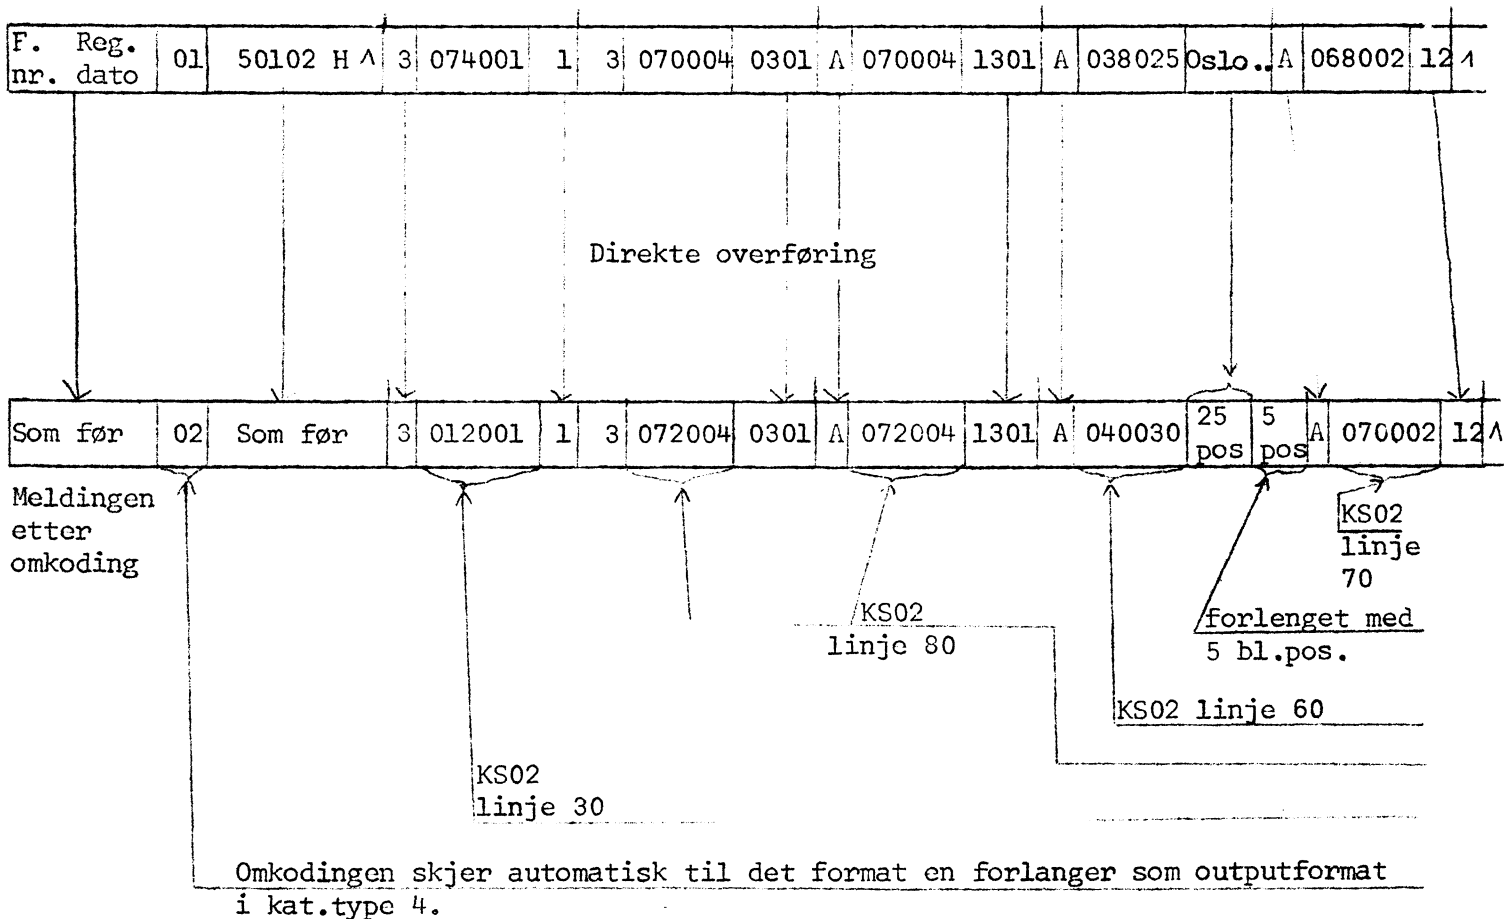 F. Reg. 01 50102 H ^ 3 074001 1 3 070004 0301 A 070004 1301 A 038025 Oslo.. A 068002 12 ^
nr. dato
Direkte overføring
Som før 02 Som før 3 012001 1 3 072004 0301 A 072004 1301 A 040030 25 pos 5 pos A 070002 12 ^
Meldingen
etter
omkoding
KS02
linje
70
KS02
linje 80
forlenget med
5 bl.pos.
KS02 linje 60
KS02
linje 30
Omkodingen skjer automatisk til det format en forlanger som outputformat
i kat.type 4.